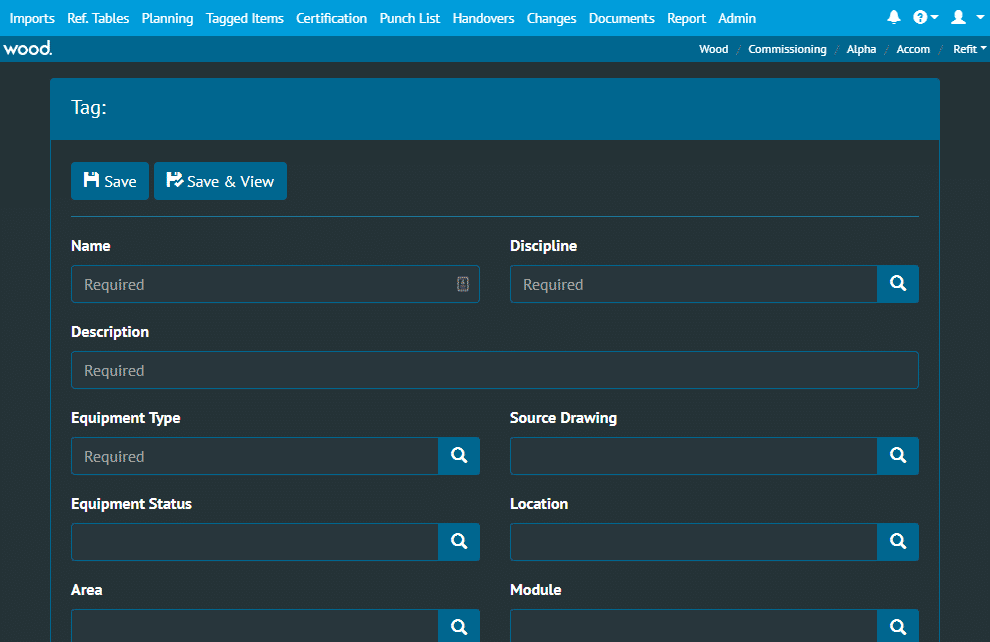 Imports Ref. Tables Planning Tagged Items Certification Punch List Handovers Changes Documents Report Admin
wood. Wood / Commissioning / Alpha / Accom / Refit
Tag:
Save Save & View
Name Discipline
Required Required
Description
Required
Equipment Type Source Drawing
Required
Equipment Status Location
Area Module